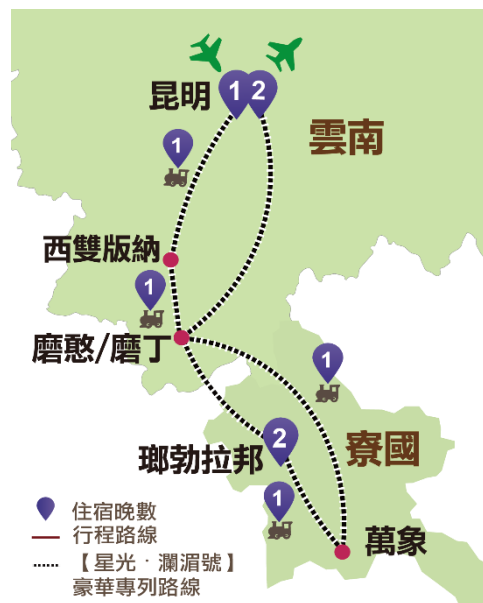 昆明
1
2
雲南
1
西雙版納
1
磨憨/磨丁
1
寮國
2
瑯勃拉邦
1
萬象
住宿晚數
行程路線
【星光‧瀾湄號】
豪華專列路線